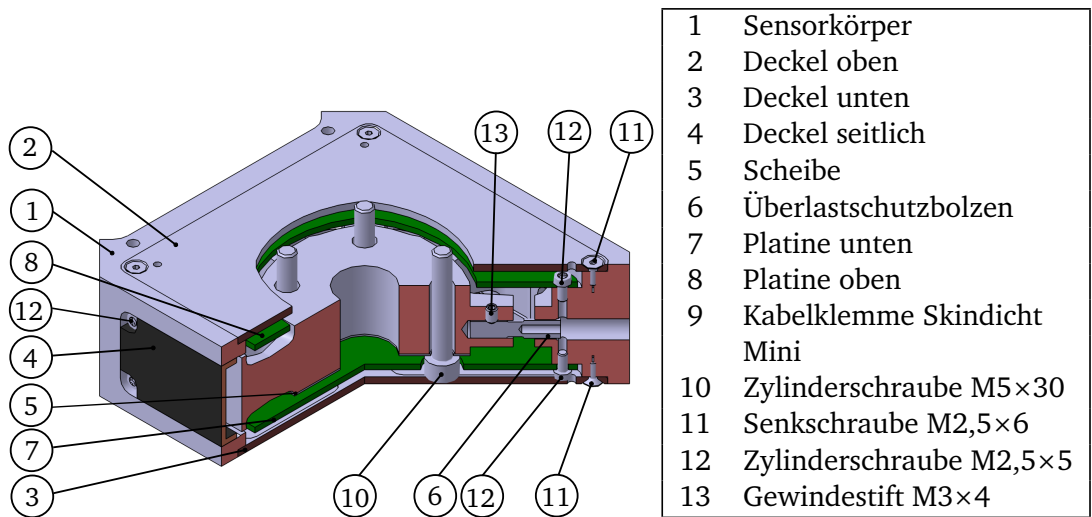 13
12
11
2
1
8
12
4
5
7
3
10
6
12
11
1 Sensorkörper
2 Deckel oben
3 Deckel unten
4 Deckel seitlich
5 Scheibe
6 Überlastschutzbolzen
7 Platine unten
8 Platine oben
9 Kabelklemme Skindicht
Mini
10 Zylinderschraube M5×30
11 Senkschraube M2,5×6
12 Zylinderschraube M2,5×5
13 Gewindestift M3×4